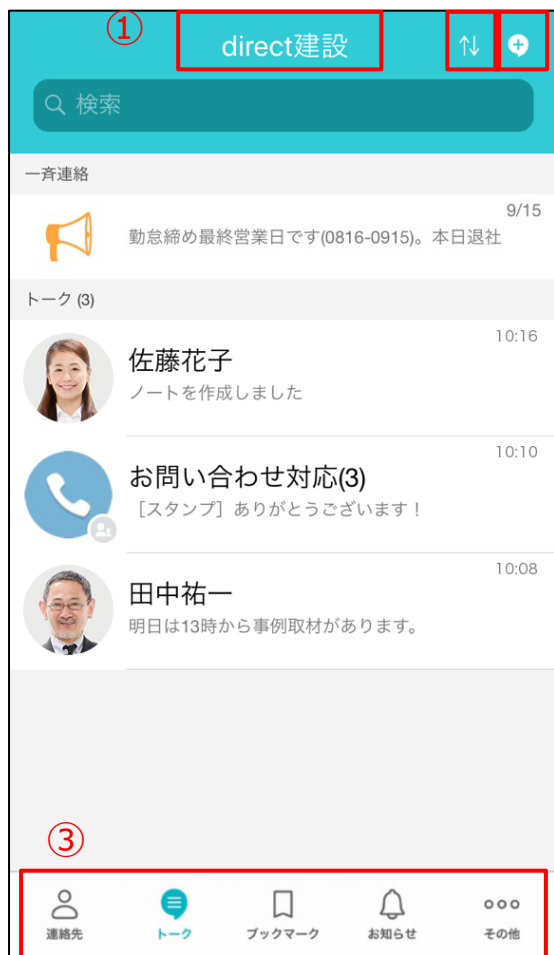 ①
direct建設
検索
一斉連絡
9/15
勤怠締め最終営業日です(0816-0915)。本日退社
トーク (3)
10:16
佐藤花子
ノートを作成しました
10:10
お問い合わせ対応(3)
［スタンプ］ありがとうございます！
10:08
田中祐一
明日は13時から事例取材があります。
③
連絡先 トーク ブックマーク お知らせ その他